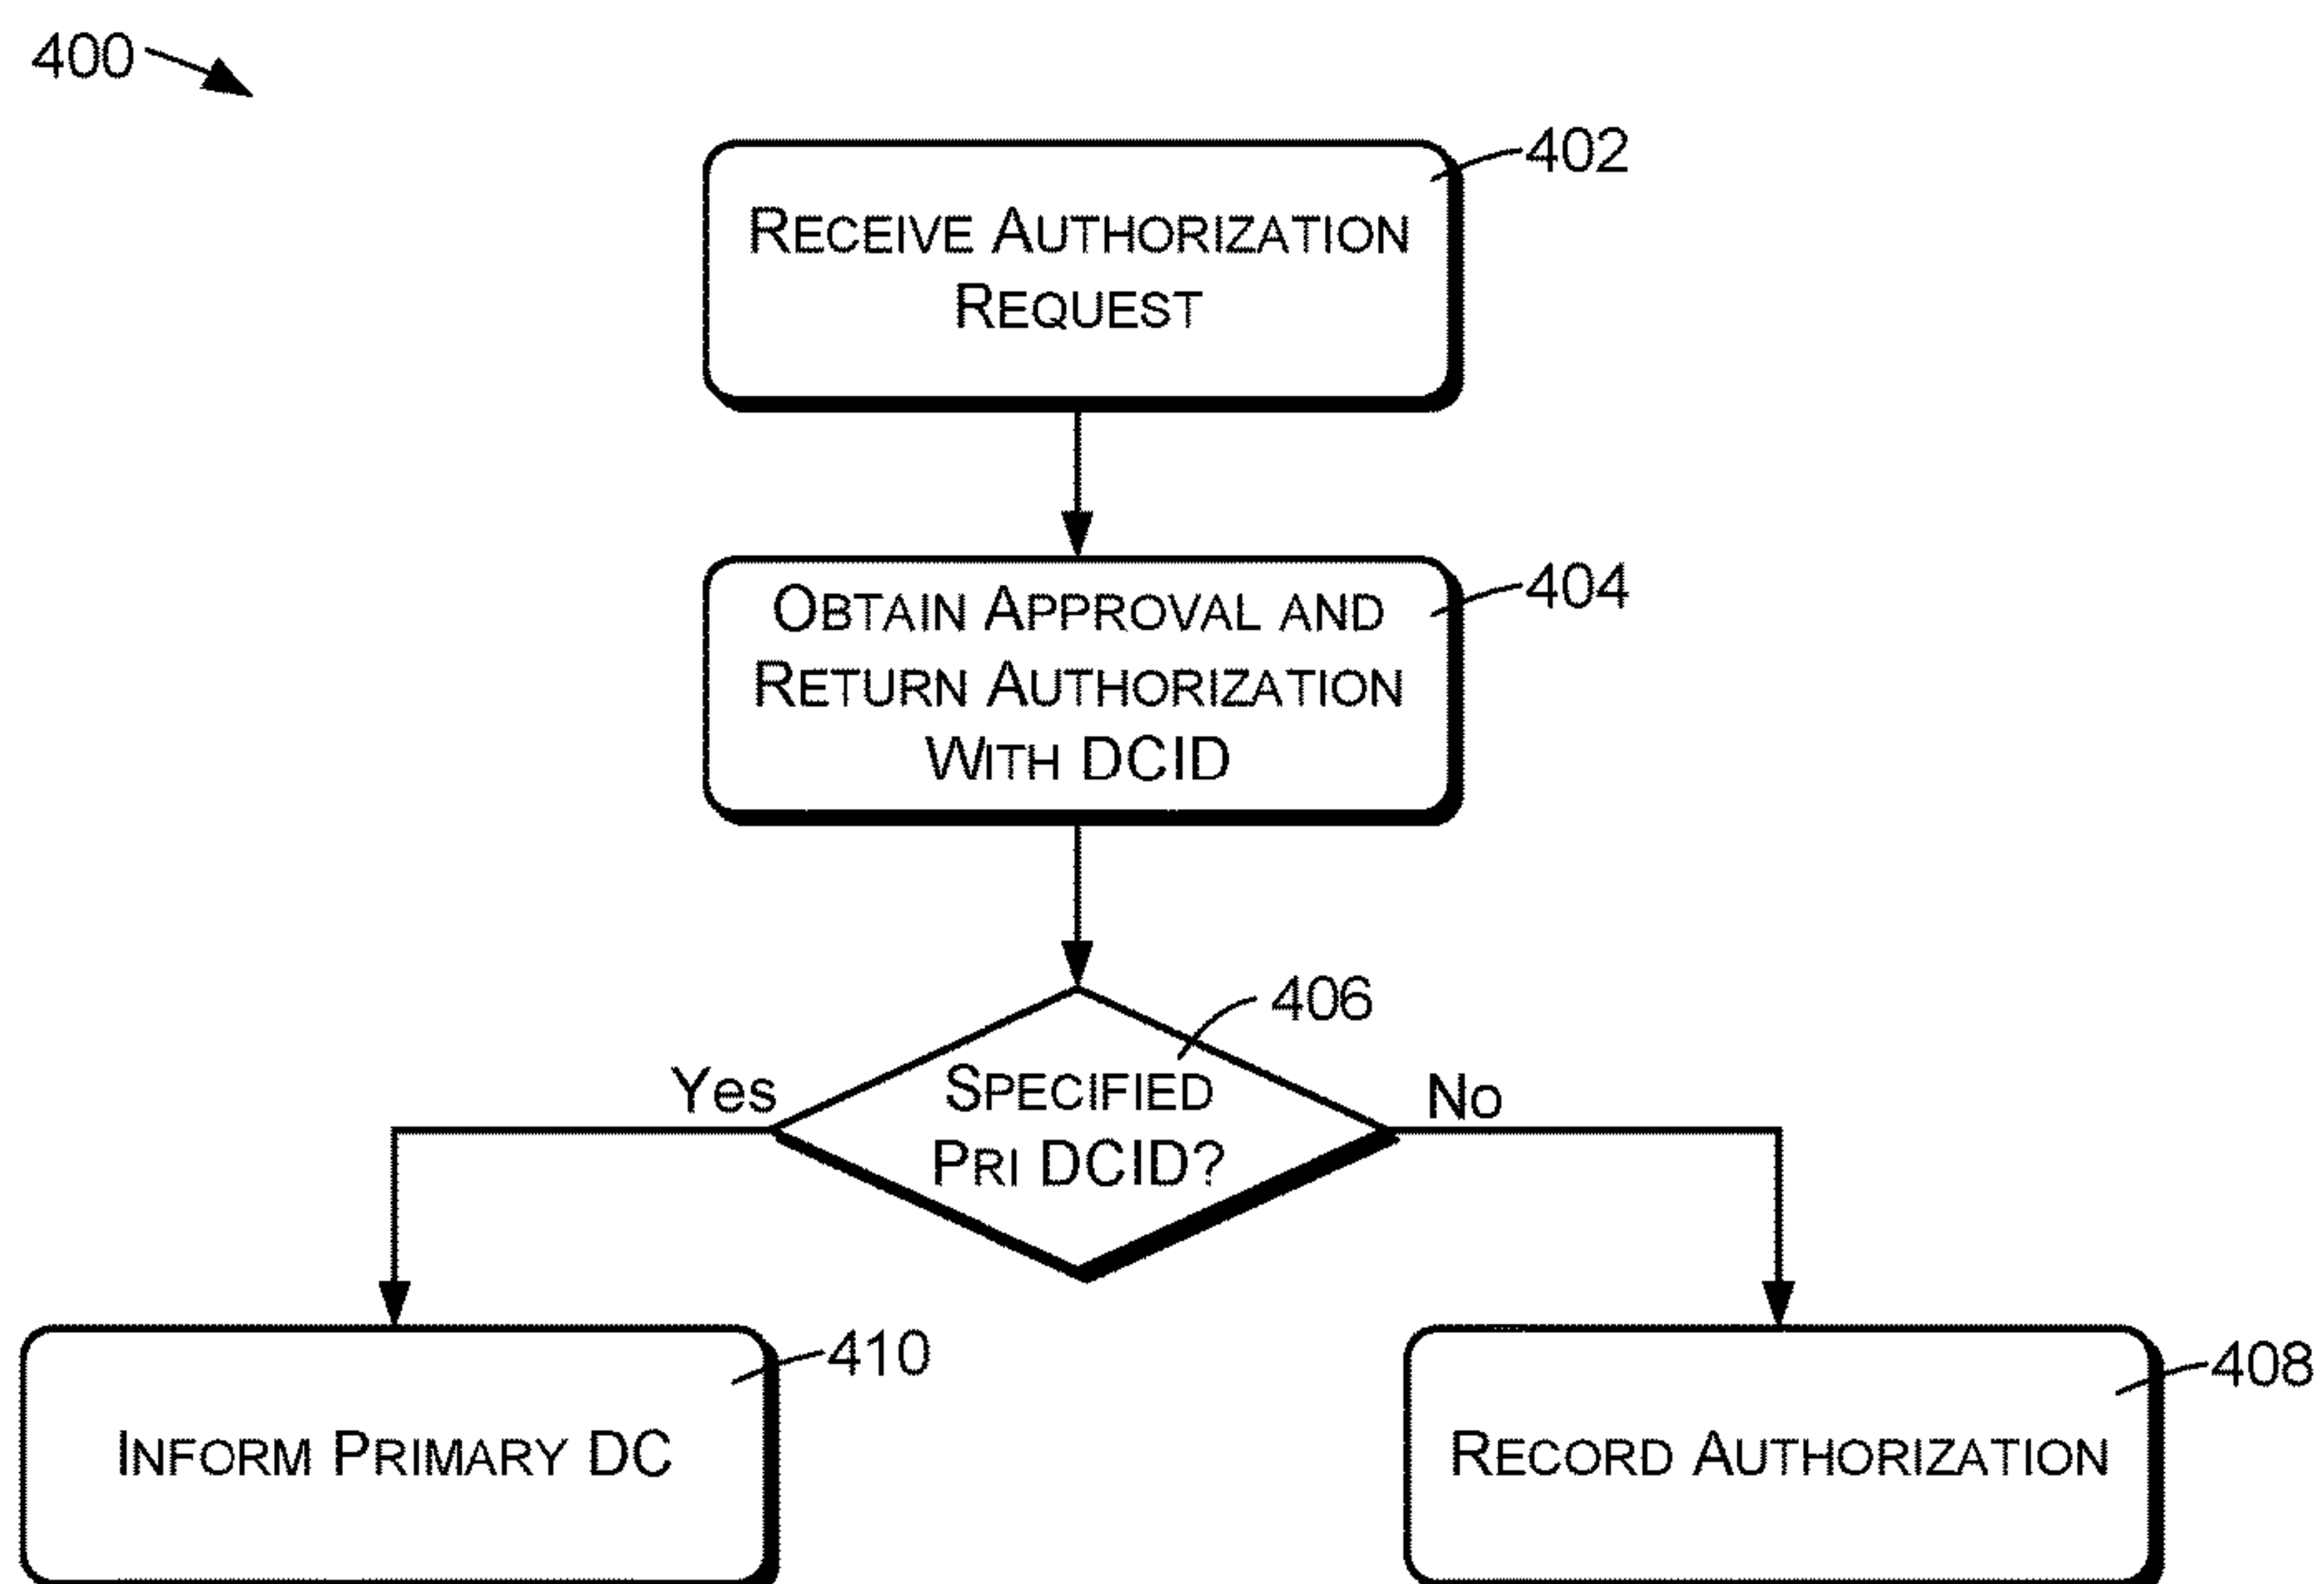 400
402
RECEIVE AUTHORIZATION
REQUEST
404
OBTAIN APPROVAL AND
RETURN AUTHORIZATION
WITH DCID
406
Yes
SPECIFIED
PRI DCID?
No
410
INFORM PRIMARY DC
408
RECORD AUTHORIZATION